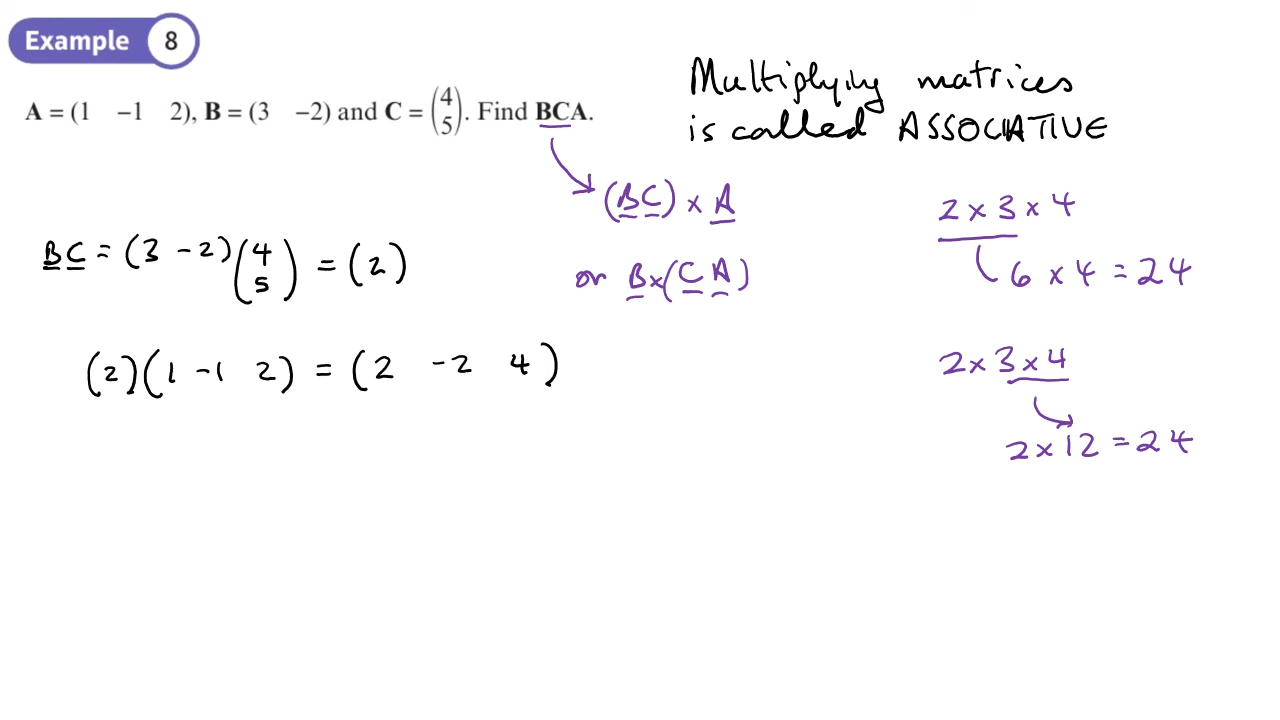 Example 8
A = (1 −1 2), B = (3 −2) and C = (4 5). Find BCA.
Multiplying matrices
is called ASSOCIATIVE
(BC) × A
or B×(CA)
BC = (3 −2)(4 5) = (2)
(2)(1 −1 2) = (2 −2 4)
2 × 3 × 4
6 × 4 = 24
2 × 3 × 4
2 × 12 = 24